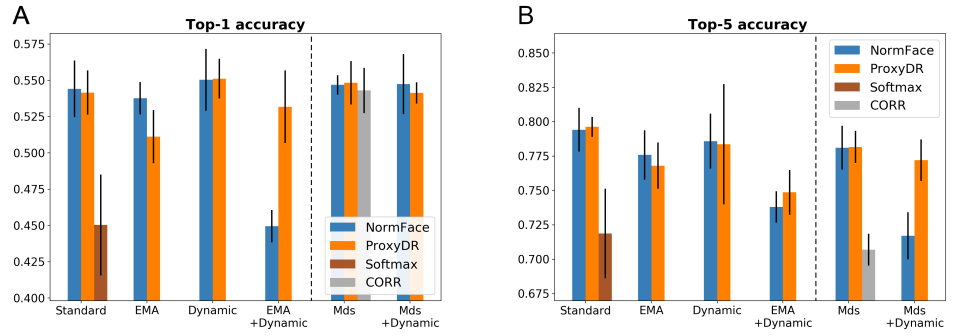 A
Top-1 accuracy
0.575
0.550
0.525
0.500
0.475
0.450
0.425
0.400
NormFace
ProxyDR
Softmax
CORR
Standard EMA Dynamic EMA +Dynamic Mds Mds +Dynamic
B
Top-5 accuracy
0.850
0.825
0.800
0.775
0.750
0.725
0.700
0.675
NormFace
ProxyDR
Softmax
CORR
Standard EMA Dynamic EMA +Dynamic Mds Mds +Dynamic